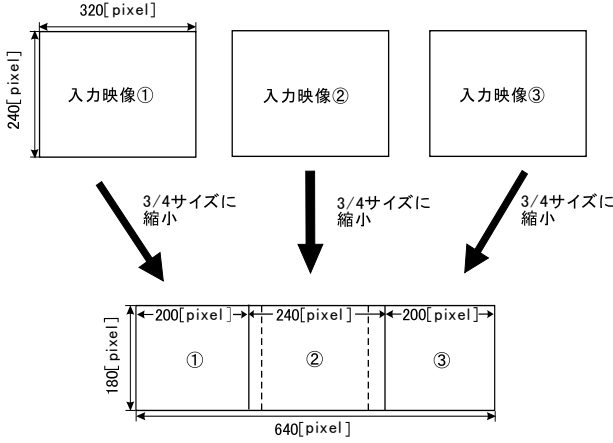 320[pixel]
240[pixel]
入力映像①
入力映像②
入力映像③
3/4サイズに
縮小
3/4サイズに
縮小
3/4サイズに
縮小
200[pixel]
240[pixel]
200[pixel]
180[pixel]
①
②
③
640[pixel]